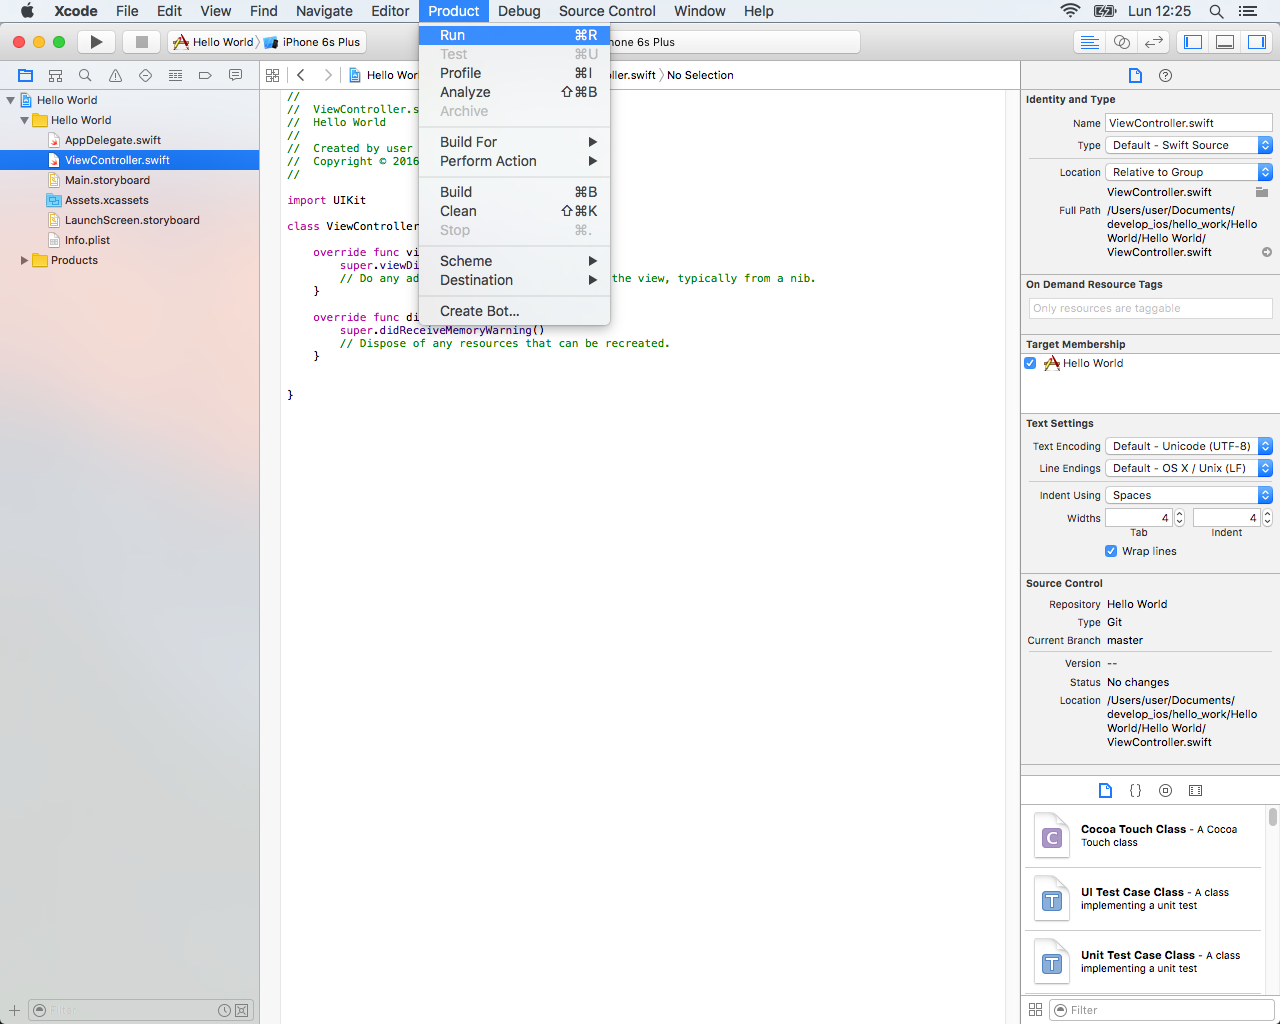 Xcode File Edit View Find Navigate Editor Product Debug Source Control Window Help Lun 12:25
Hello World iPhone 6s Plus
one 6s Plus
Run ⌘R
Test ⌘U
Profile ⌘I
Analyze ⇧⌘B
Archive
Build For
Perform Action
Build ⌘B
Clean ⇧⌘K
Stop ⌘.
Scheme
Destination
Create Bot...
Hello World
Hello World
AppDelegate.swift
ViewController.swift
Main.storyboard
Assets.xcassets
LaunchScreen.storyboard
Info.plist
Products
Filter
Hello Wor ler.swift No Selection
//
// ViewController.s
// Hello World
//
// Created by user
// Copyright © 2016
//
import UIKit
class ViewController
override func vi
super.viewDi
// Do any ad the view, typically from a nib.
}
override func di
super.didReceiveMemoryWarning()
// Dispose of any resources that can be recreated.
}
}
Identity and Type
Name ViewController.swift
Type Default - Swift Source
Location Relative to Group
ViewController.swift
Full Path /Users/user/Documents/
develop_ios/hello_work/Hello
World/Hello World/
ViewController.swift
On Demand Resource Tags
Only resources are taggable
Target Membership
Hello World
Text Settings
Text Encoding Default - Unicode (UTF-8)
Line Endings Default - OS X / Unix (LF)
Indent Using Spaces
Widths 4 4
Tab Indent
Wrap lines
Source Control
Repository Hello World
Type Git
Current Branch master
Version --
Status No changes
Location /Users/user/Documents/
develop_ios/hello_work/Hello
World/Hello World/
ViewController.swift
{}
C
Cocoa Touch Class - A Cocoa
Touch class
T
UI Test Case Class - A class
implementing a unit test
T
Unit Test Case Class - A class
implementing a unit test
Filter